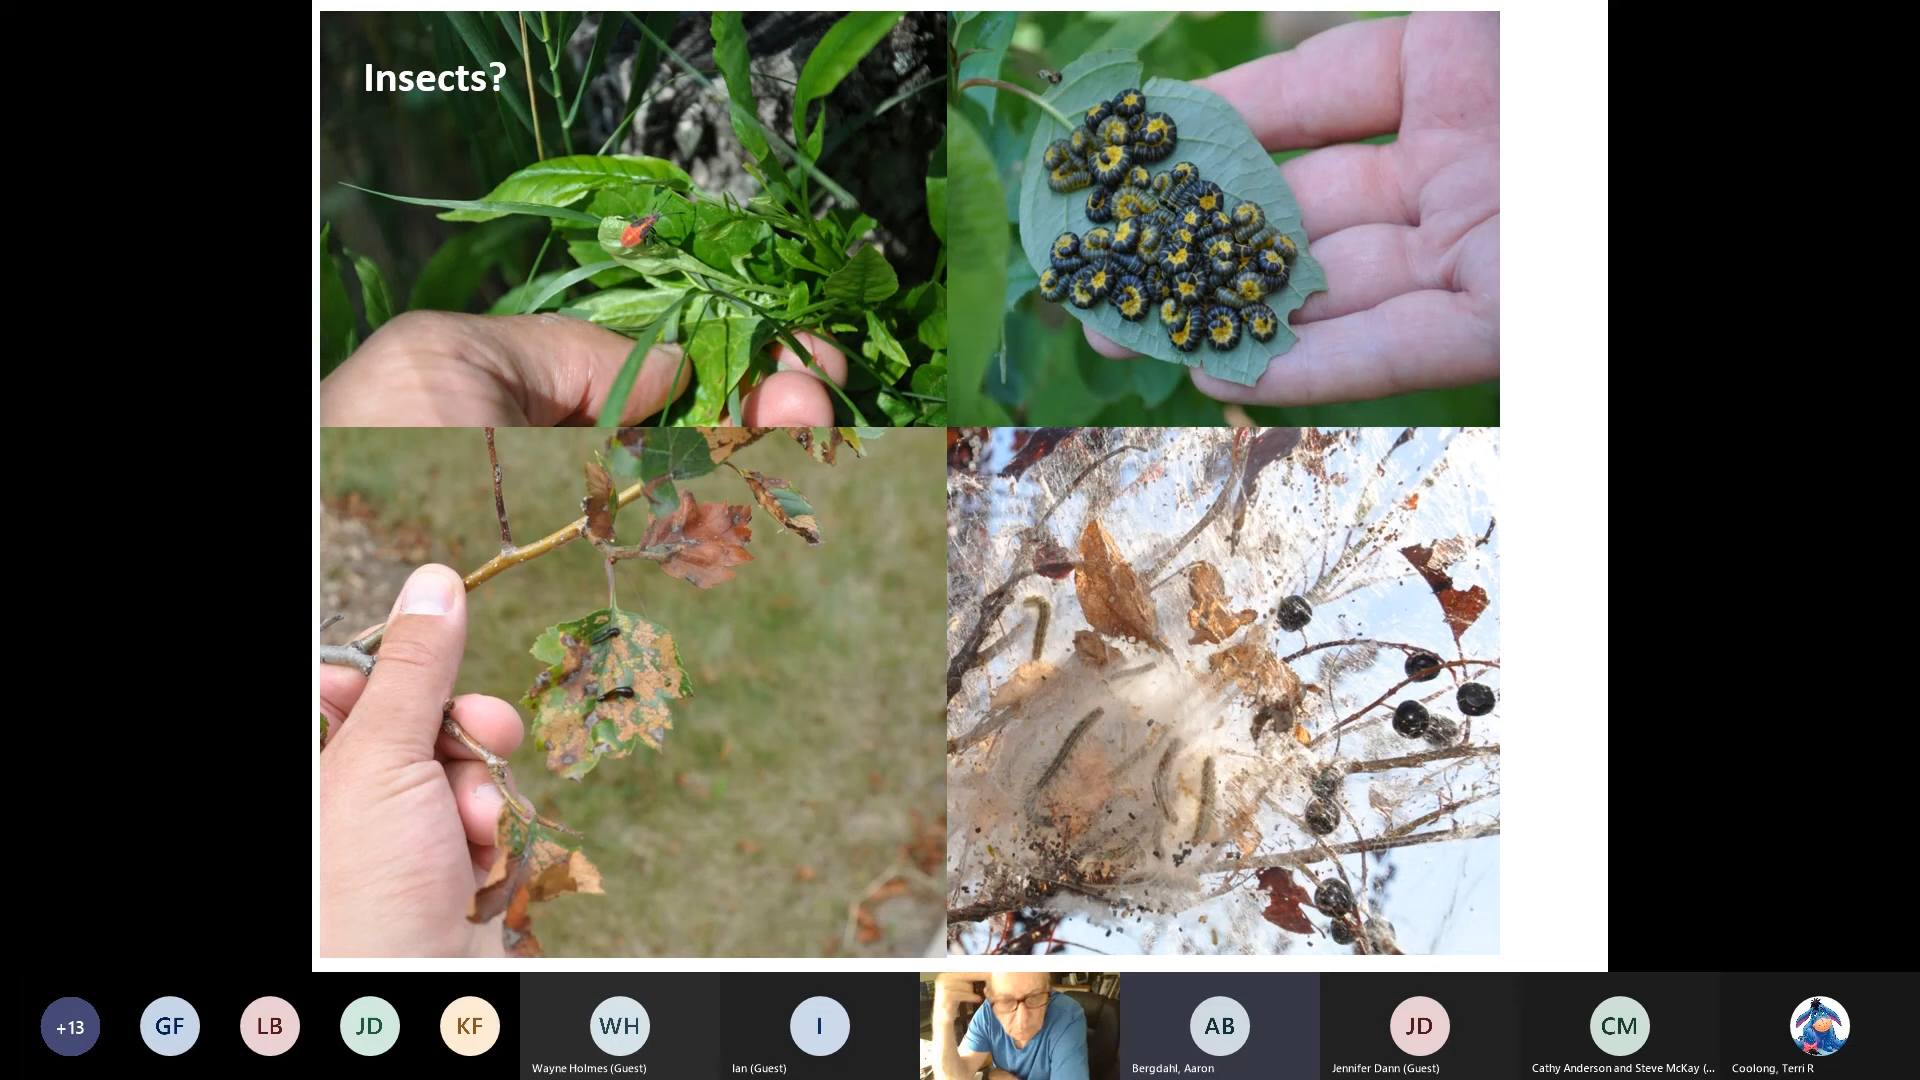 Insects?
+13
GF
LB
JD
KF
WH
I
AB
JD
CM
Wayne Holmes (Guest)
Ian (Guest)
Bergdahl, Aaron
Jennifer Dann (Guest)
Cathy Anderson and Steve McKay (...
Coolong, Terri R